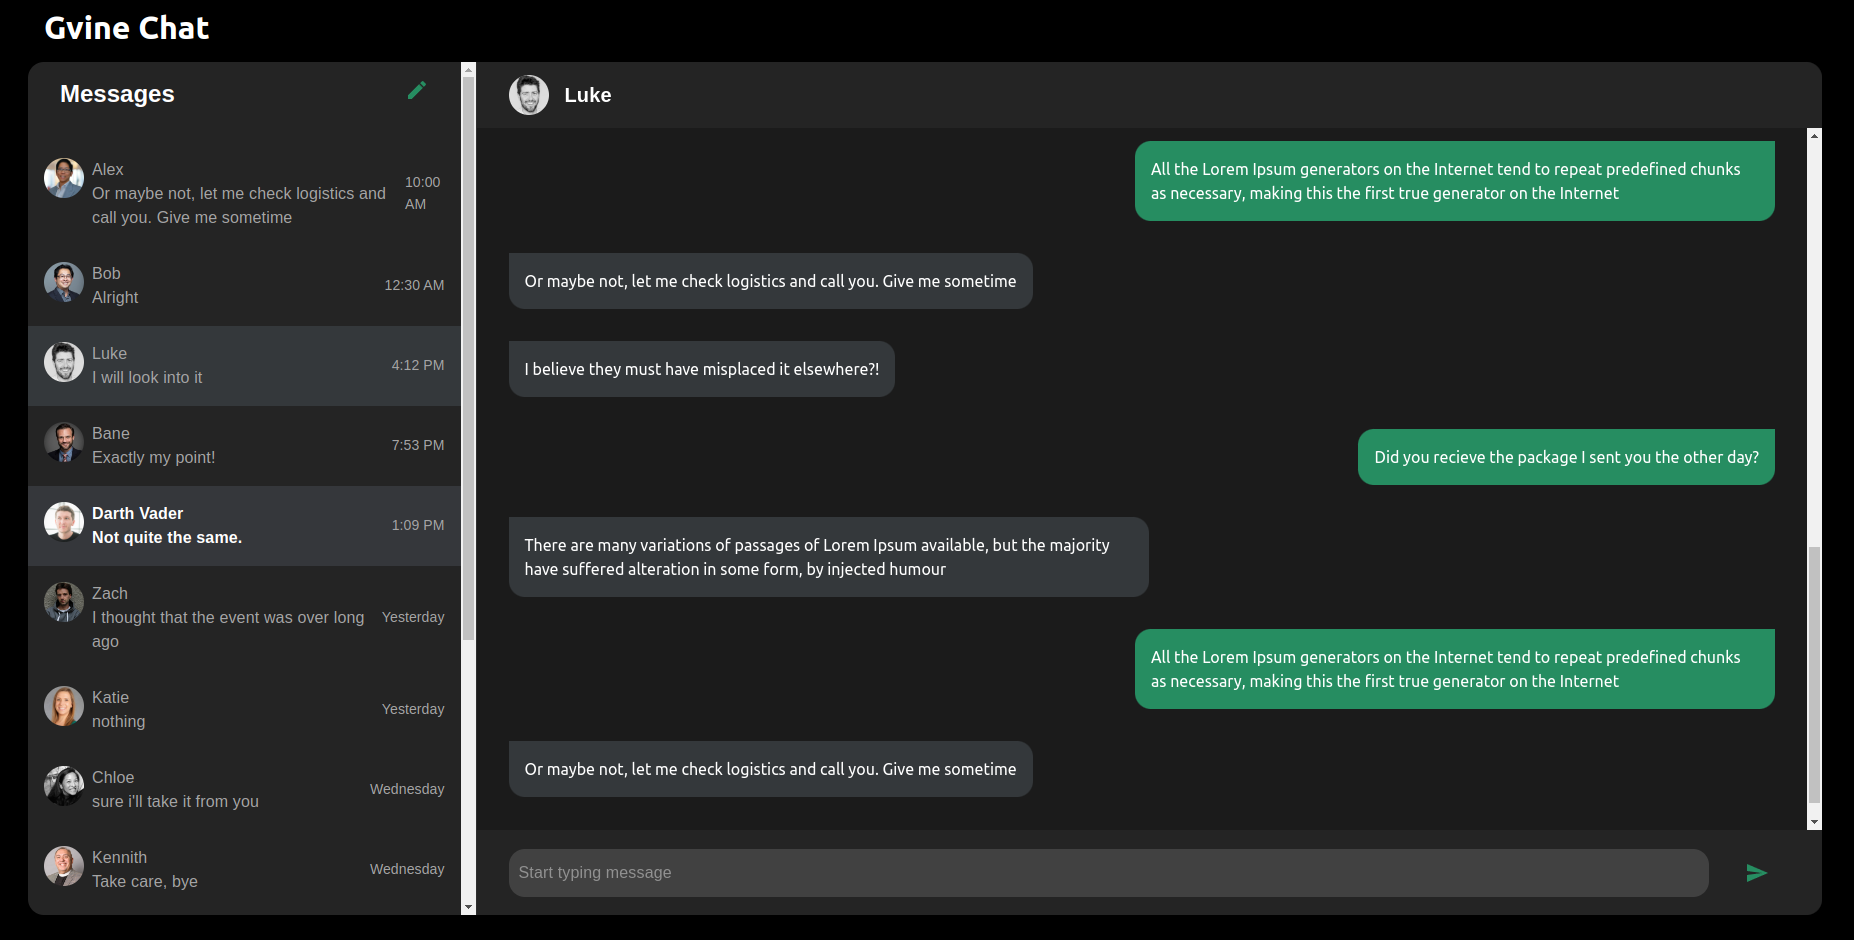 Gvine Chat
Messages
Alex
Or maybe not, let me check logistics and
call you. Give me sometime
10:00
AM
Bob
Alright
12:30 AM
Luke
I will look into it
4:12 PM
Bane
Exactly my point!
7:53 PM
Darth Vader
Not quite the same.
1:09 PM
Zach
I thought that the event was over long
ago
Yesterday
Katie
nothing
Yesterday
Chloe
sure i'll take it from you
Wednesday
Kennith
Take care, bye
Wednesday
Luke
All the Lorem Ipsum generators on the Internet tend to repeat predefined chunks
as necessary, making this the first true generator on the Internet
Or maybe not, let me check logistics and call you. Give me sometime
I believe they must have misplaced it elsewhere?!
Did you recieve the package I sent you the other day?
There are many variations of passages of Lorem Ipsum available, but the majority
have suffered alteration in some form, by injected humour
All the Lorem Ipsum generators on the Internet tend to repeat predefined chunks
as necessary, making this the first true generator on the Internet
Or maybe not, let me check logistics and call you. Give me sometime
Start typing message